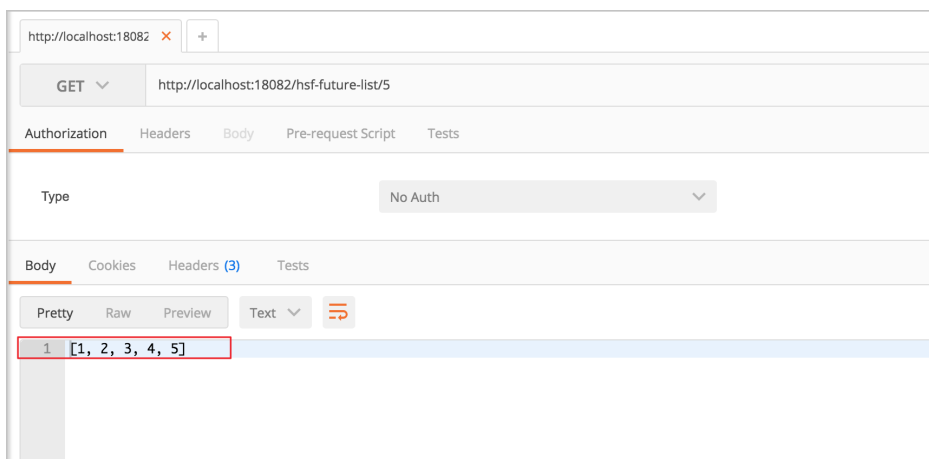 http://localhost:18082 × +
GET http://localhost:18082/hsf-future-list/5
Authorization Headers Body Pre-request Script Tests
Type No Auth
Body Cookies Headers (3) Tests
Pretty Raw Preview Text
1 [1, 2, 3, 4, 5]